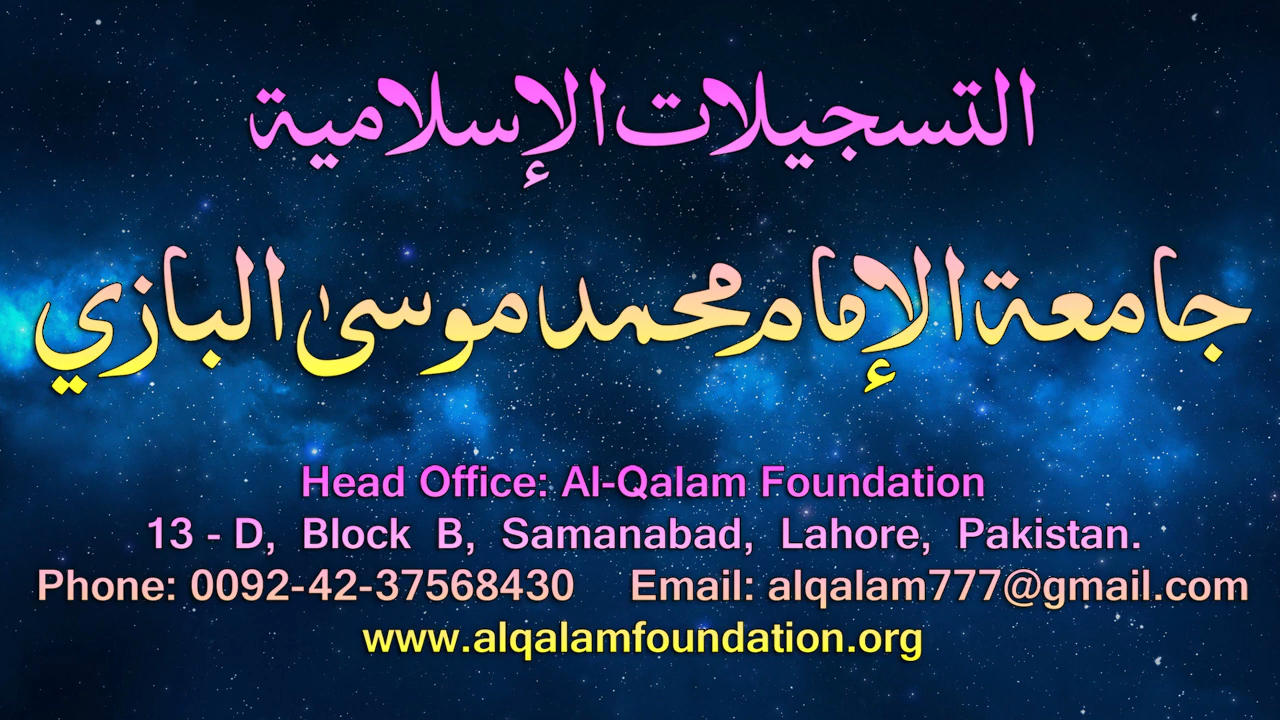 التسجيلات الإسلامية
جامعة الإمام محمد موسىٰ البازي
Head Office: Al-Qalam Foundation
13 - D, Block B, Samanabad, Lahore, Pakistan.
Phone: 0092-42-37568430 Email: alqalam777@gmail.com
www.alqalamfoundation.org